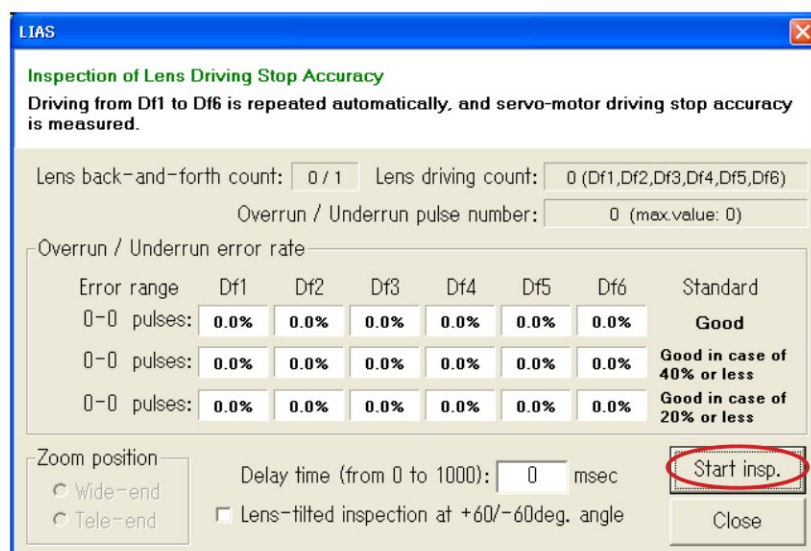 LIAS
Inspection of Lens Driving Stop Accuracy
Driving from Df1 to Df6 is repeated automatically, and servo-motor driving stop accuracy
is measured.
Lens back-and-forth count: 0 / 1 Lens driving count: 0 (Df1,Df2,Df3,Df4,Df5,Df6)
Overrun / Underrun pulse number: 0 (max.value: 0)
Overrun / Underrun error rate
Error range Df1 Df2 Df3 Df4 Df5 Df6 Standard
0-0 pulses: 0.0% 0.0% 0.0% 0.0% 0.0% 0.0% Good
0-0 pulses: 0.0% 0.0% 0.0% 0.0% 0.0% 0.0% Good in case of
40% or less
0-0 pulses: 0.0% 0.0% 0.0% 0.0% 0.0% 0.0% Good in case of
20% or less
Zoom position
Wide-end
Tele-end
Delay time (from 0 to 1000): 0 msec
Lens-tilted inspection at +60/-60deg. angle
Start insp.
Close